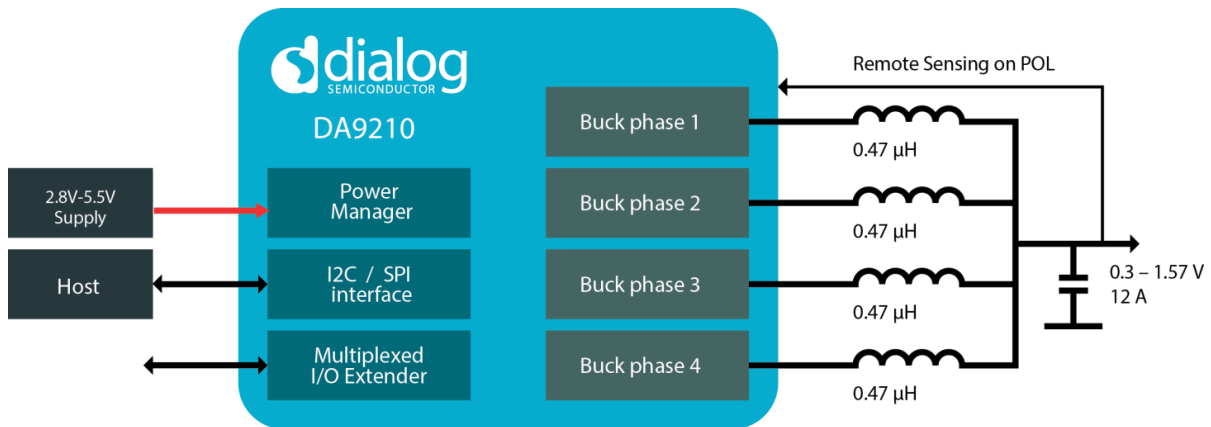 dialog
SEMICONDUCTOR
DA9210
2.8V-5.5V
Supply
Host
Power
Manager
I2C / SPI
interface
Multiplexed
I/O Extender
Buck phase 1
Buck phase 2
Buck phase 3
Buck phase 4
Remote Sensing on POL
0.47 µH
0.47 µH
0.47 µH
0.47 µH
0.3 – 1.57 V
12 A